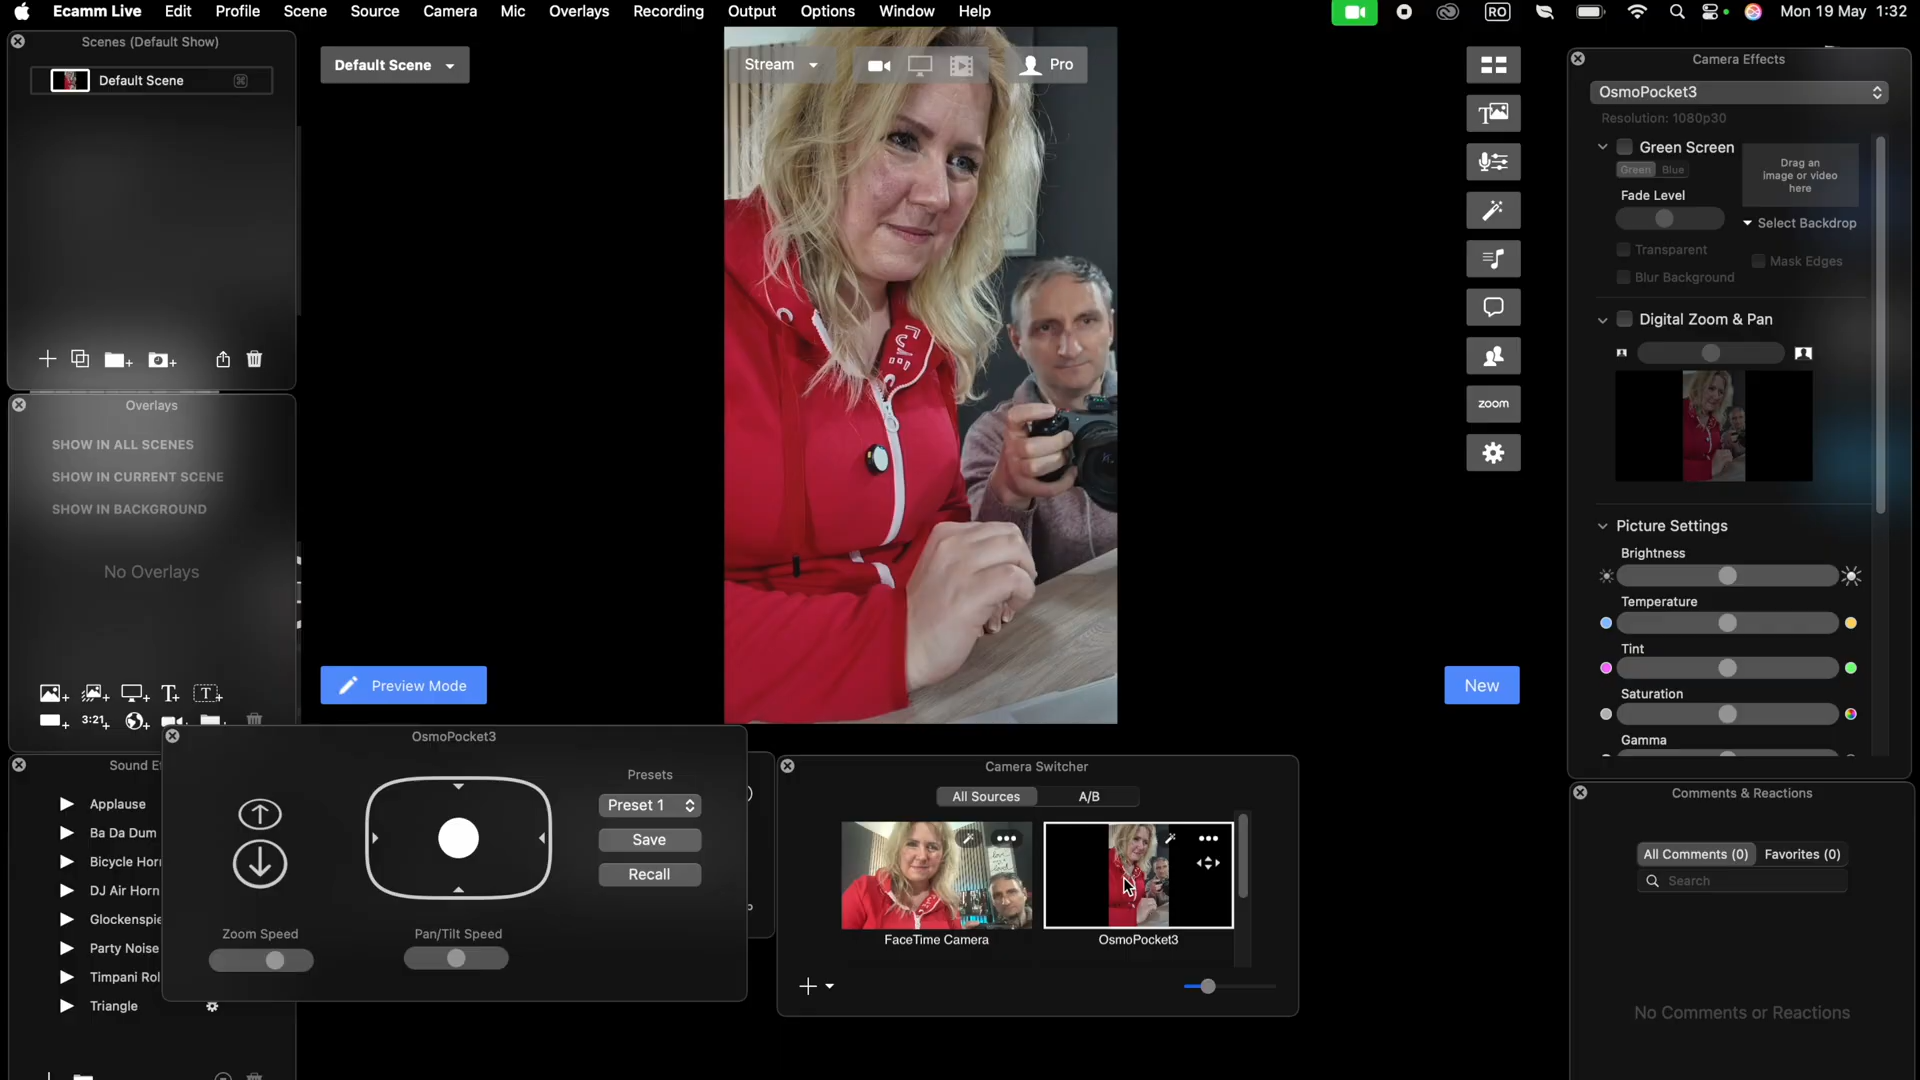 Ecamm Live Edit Profile Scene Source Camera Mic Overlays Recording Output Options Window Help RO Mon 19 May 1:32
Scenes (Default Show)
Default Scene
Overlays
SHOW IN ALL SCENES
SHOW IN CURRENT SCENE
SHOW IN BACKGROUND
No Overlays
3:21
Default Scene
Stream
Pro
zoom
Preview Mode
New
Camera Effects
OsmoPocket3
Resolution: 1080p30
Green Screen
Green Blue
Drag an
image or video
here
Fade Level
Select Backdrop
Transparent
Mask Edges
Blur Background
Digital Zoom & Pan
Picture Settings
Brightness
Temperature
Tint
Saturation
Gamma
Sound E
Applause
Ba Da Dum
Bicycle Hor
DJ Air Horn
Glockenspie
Party Noise
Timpani Rol
Triangle
OsmoPocket3
Presets
Preset 1
Save
Recall
Zoom Speed
Pan/Tilt Speed
Camera Switcher
All Sources A/B
FaceTime Camera
OsmoPocket3
Comments & Reactions
All Comments (0) Favorites (0)
Search
No Comments or Reactions